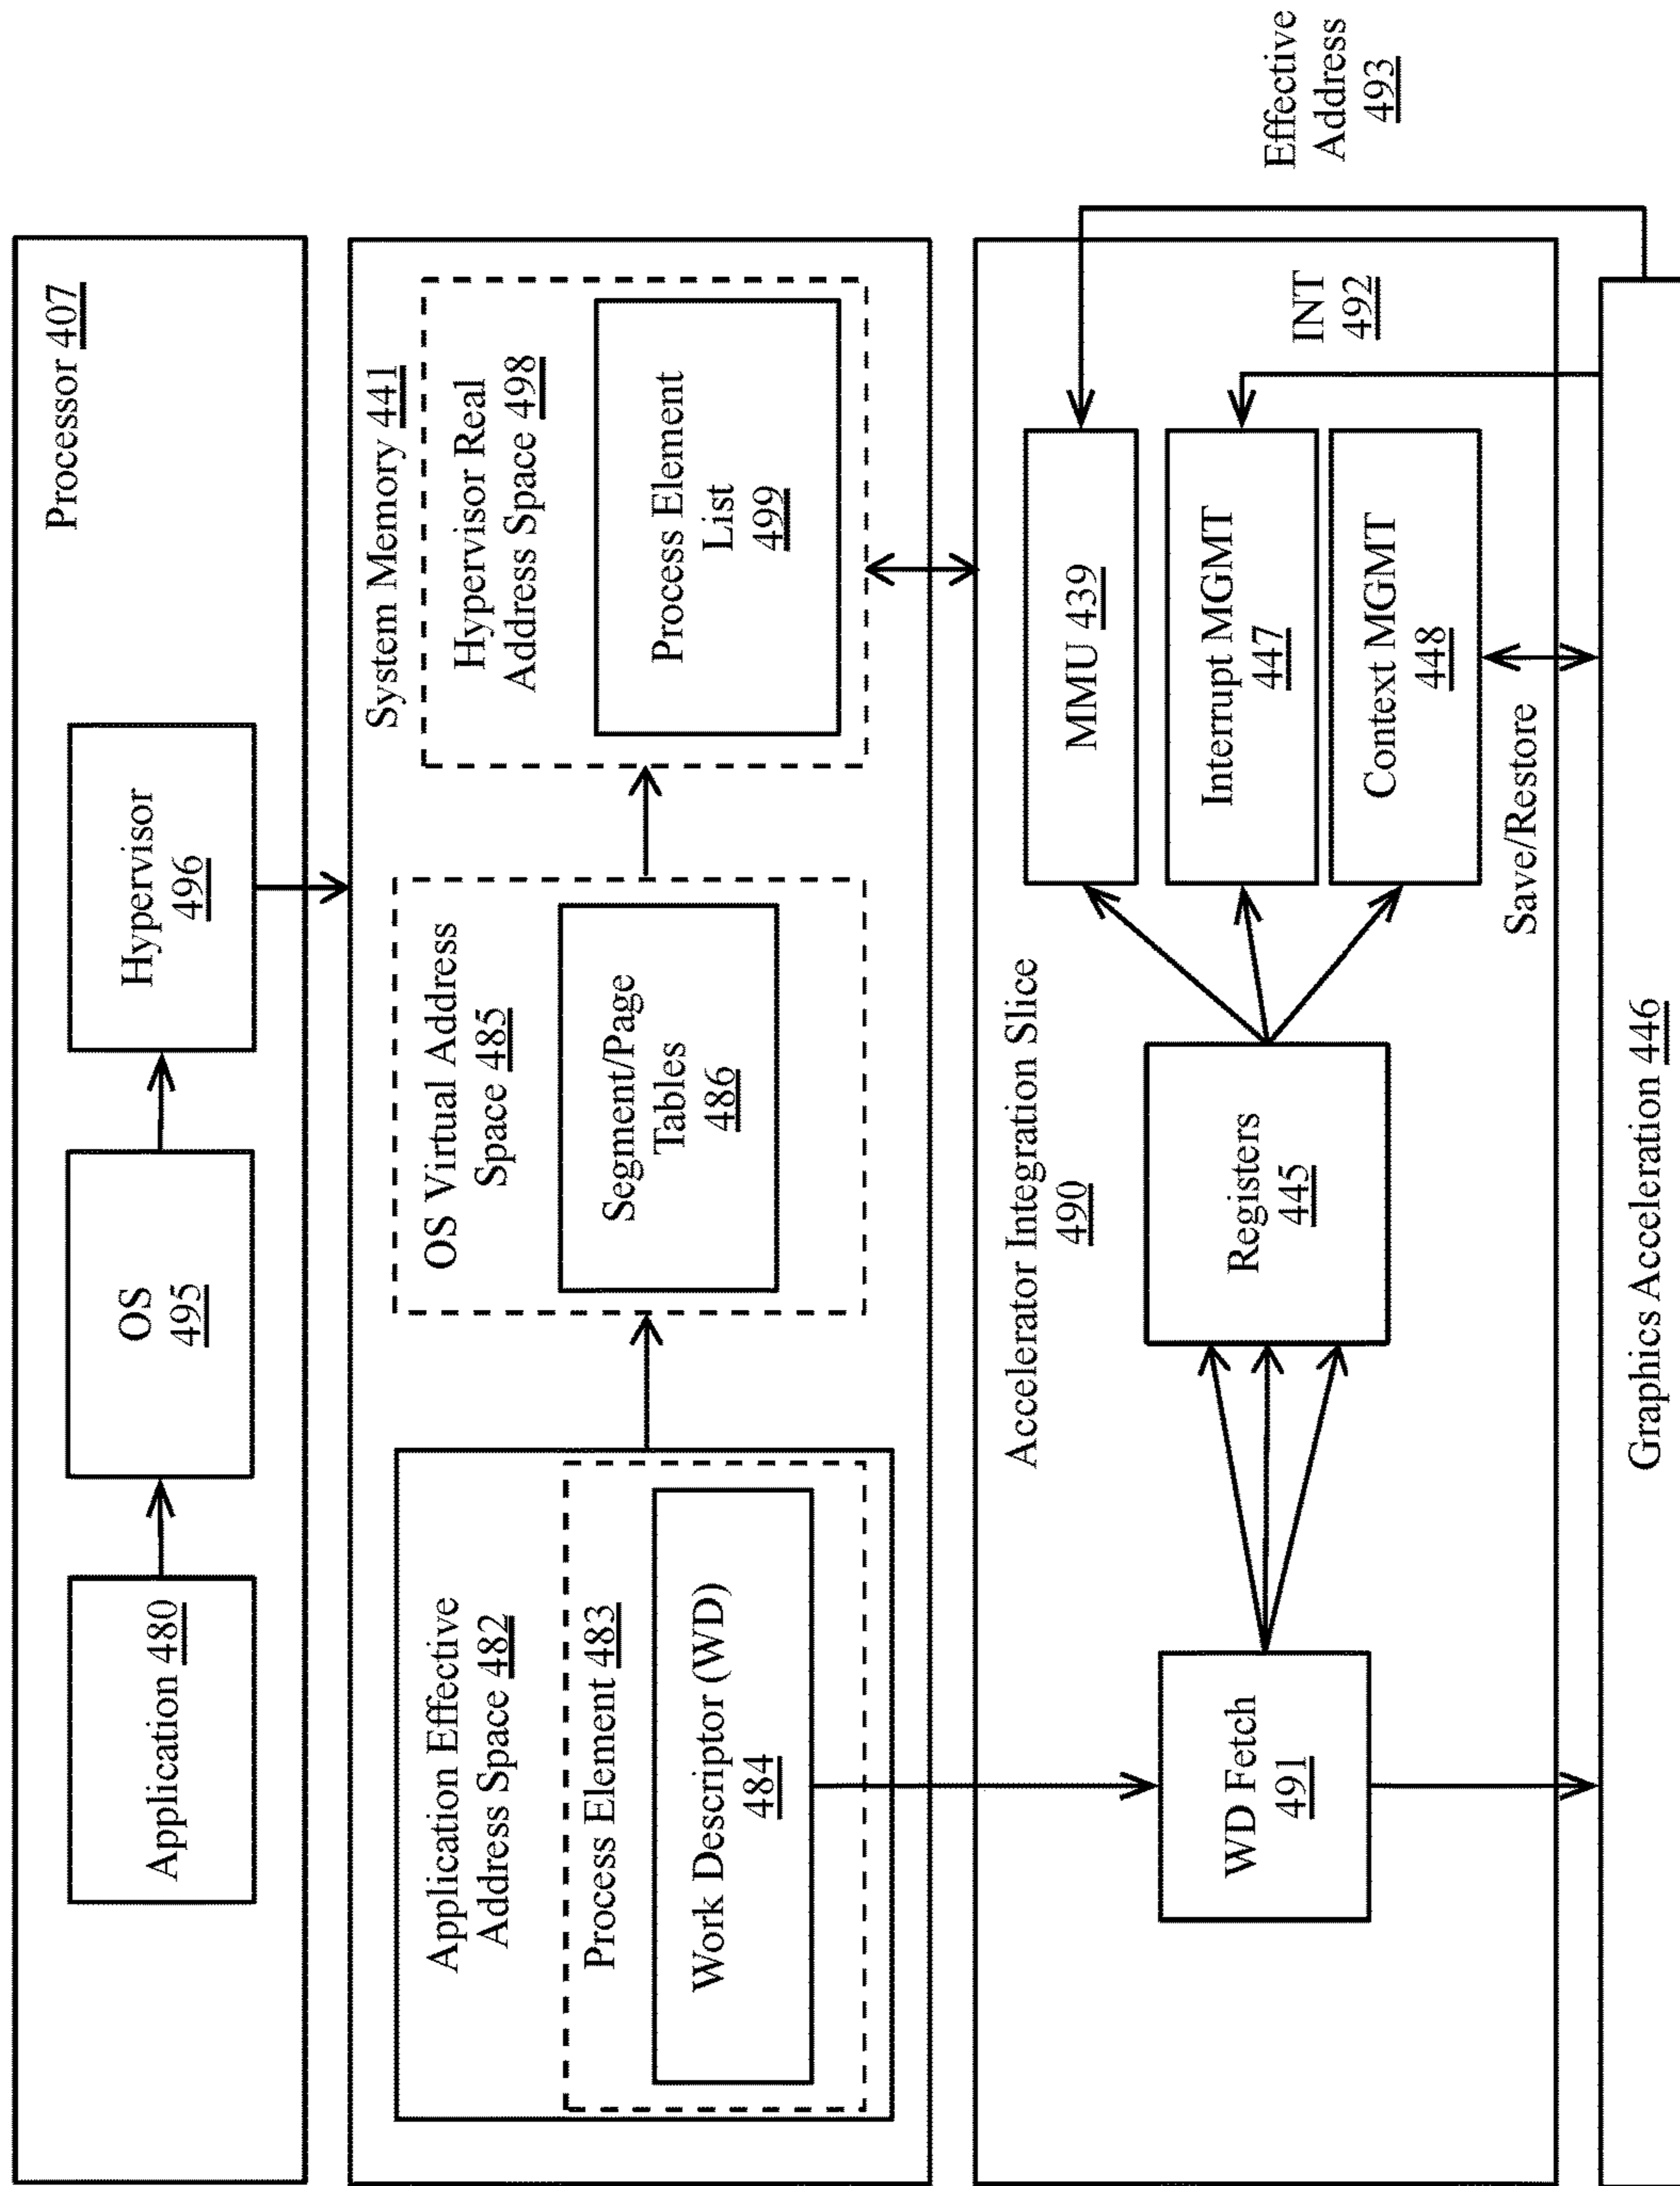 Processor 407
Application 480
OS
495
Hypervisor
496
System Memory 441
Application Effective
Address Space 482
Process Element 483
Work Descriptor (WD)
484
OS Virtual Address
Space 485
Segment/Page
Tables
486
Hypervisor Real
Address Space 498
Process Element
List
499
Accelerator Integration Slice
490
WD Fetch
491
Registers
445
MMU 439
Interrupt MGMT
447
Context MGMT
448
INT
492
Effective
Address
493
Save/Restore
Graphics Acceleration 446